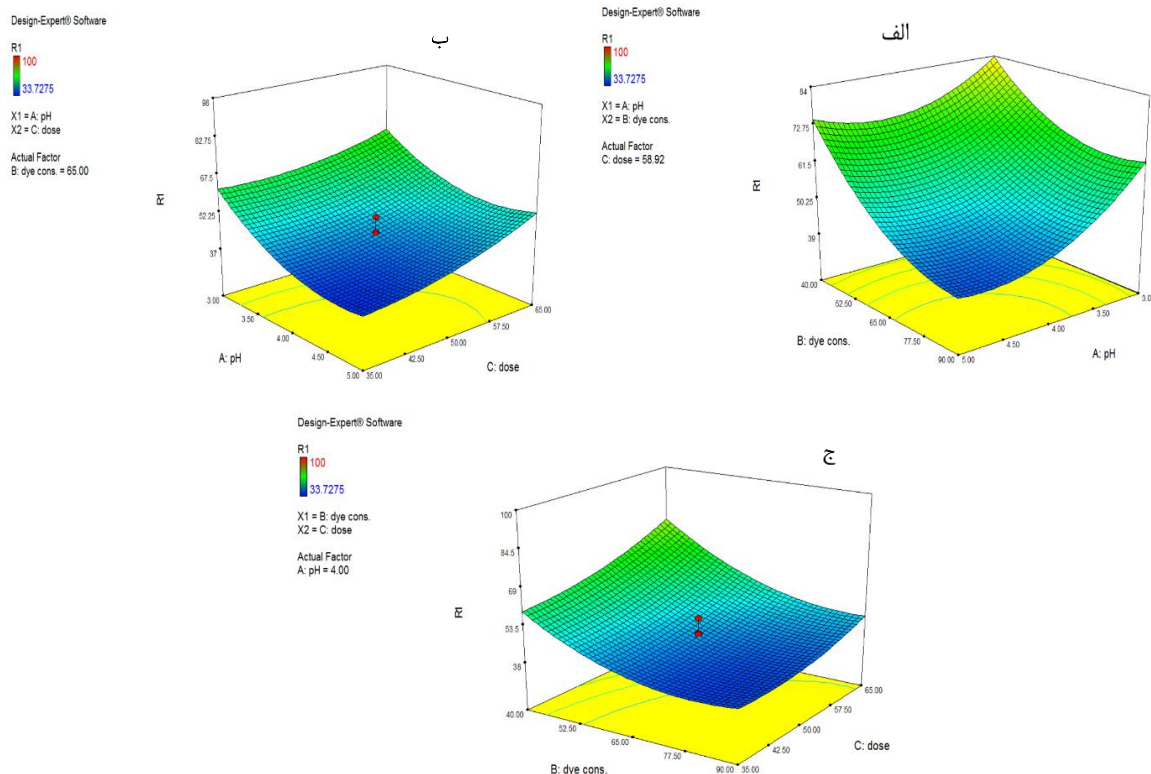 Design-Expert® Software
R1
100
33.7275
X1 = A: pH
X2 = C: dose
Actual Factor
B: dye cons. = 65.00
ب
98
82.75
67.5
52.25
37
R1
3.00
3.50
4.00
4.50
5.00
A: pH
35.00
42.50
50.00
57.50
65.00
C: dose
Design-Expert® Software
R1
100
33.7275
X1 = A: pH
X2 = B: dye cons.
Actual Factor
C: dose = 58.92
الف
84
72.75
61.5
50.25
39
R1
40.00
52.50
65.00
77.50
90.00
B: dye cons.
5.00
4.50
4.00
3.50
3.0
A: pH
Design-Expert® Software
R1
100
33.7275
X1 = B: dye cons.
X2 = C: dose
Actual Factor
A: pH = 4.00
ج
100
84.5
69
53.5
38
R1
40.00
52.50
65.00
77.50
90.00
B: dye cons.
35.00
42.50
50.00
57.50
65.00
C: dose